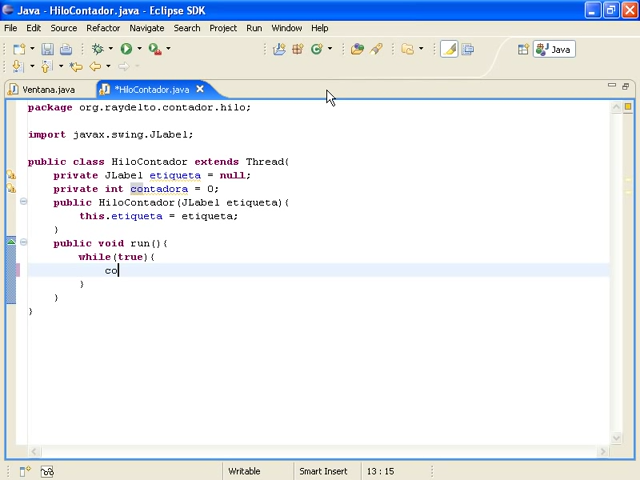 Java - HiloContador.java - Eclipse SDK
File Edit Source Refactor Navigate Search Project Run Window Help
Java
Ventana.java *HiloContador.java
package org.raydelto.contador.hilo;
import javax.swing.JLabel;
public class HiloContador extends Thread{
private JLabel etiqueta = null;
private int contadora = 0;
public HiloContador(JLabel etiqueta){
this.etiqueta = etiqueta;
}
public void run(){
while(true){
co
}
}
}
Writable Smart Insert 13 : 15